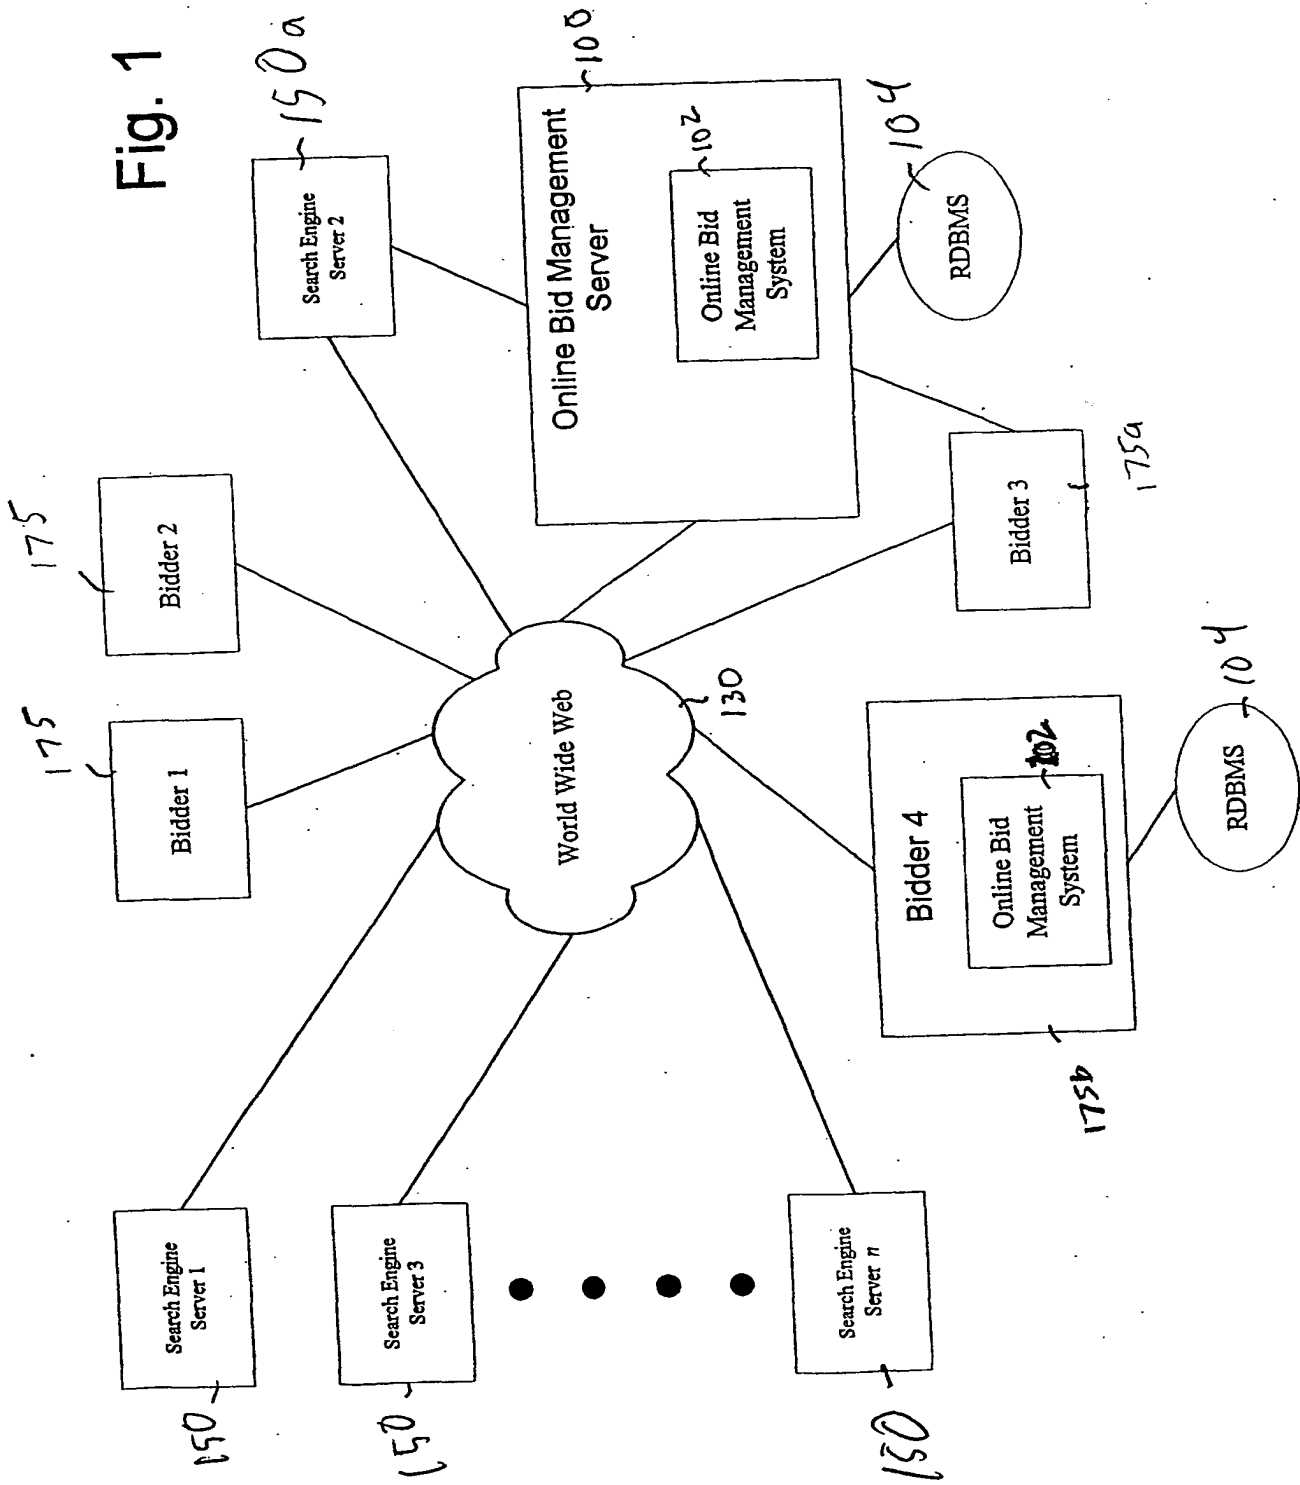 Fig. 1
175
Bidder 1
175
Bidder 2
150a
Search Engine
Server 2
150
Search Engine
Server 1
150
Search Engine
Server 3
150
Search Engine
Server n
World Wide Web
130
100
Online Bid Management
Server
102
Online Bid
Management
System
104
RDBMS
Bidder 3
175a
Bidder 4
102
Online Bid
Management
System
175b
104
RDBMS